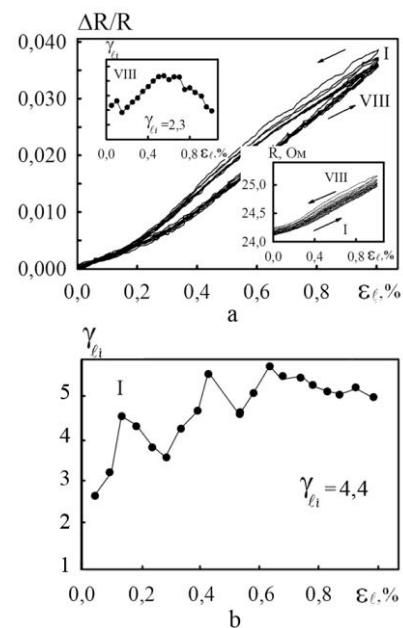 ΔR/R
0,040
0,030
0,020
0,006
0,000
0,0 0,2 0,4 0,6 0,8 εℓ,%
a
I
VIII
γℓi
VIII
γℓi=2,3
0,0 0,4 0,8 εℓ,%
R, Ом
25,0
24,5
24,0
VIII
I
0,0 0,4 0,8 εℓ,%
γℓi
5
4
3
2
1
I
γℓi=4,4
0,0 0,2 0,4 0,6 0,8 εℓ,%
b